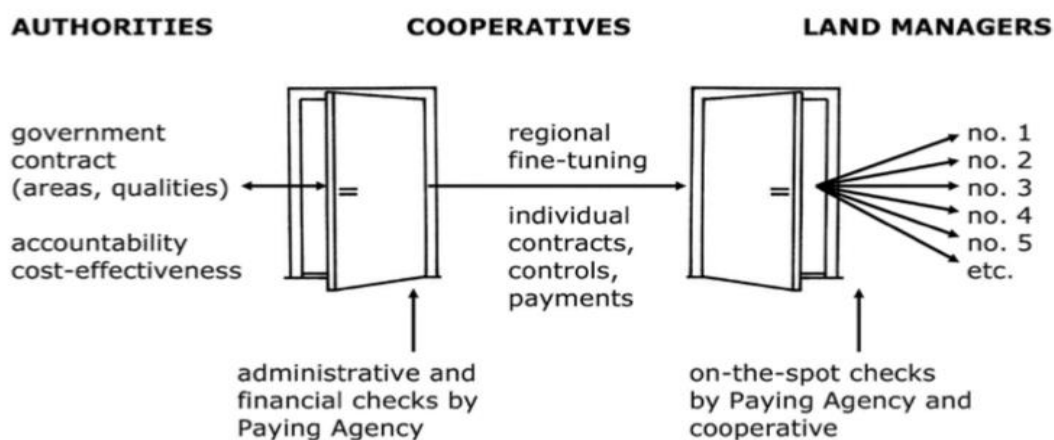 AUTHORITIES
COOPERATIVES
LAND MANAGERS
government
contract
(areas, qualities)
accountability
cost-effectiveness
regional
fine-tuning
individual
contracts,
controls,
payments
no. 1
no. 2
no. 3
no. 4
no. 5
etc.
administrative and
financial checks by
Paying Agency
on-the-spot checks
by Paying Agency and
cooperative